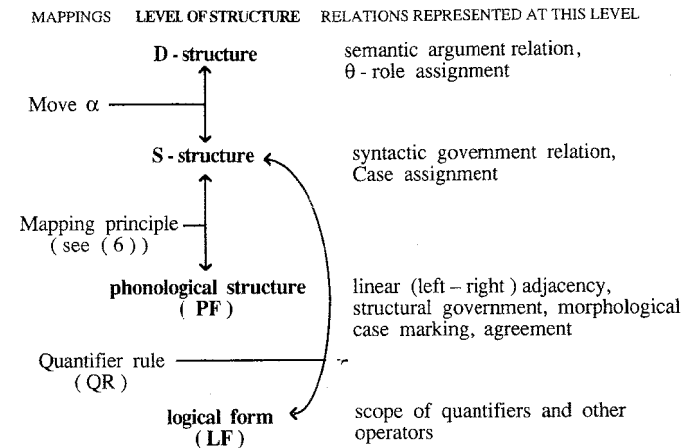 MAPPINGS LEVEL OF STRUCTURE RELATIONS REPRESENTED AT THIS LEVEL
D - structure semantic argument relation,
θ - role assignment
Move α
S - structure syntactic government relation,
Case assignment
Mapping principle
( see ( 6 ) )
phonological structure linear (left – right ) adjacency,
( PF ) structural government, morphological
case marking, agreement
Quantifier rule
( QR )
logical form scope of quantifiers and other
( LF ) operators